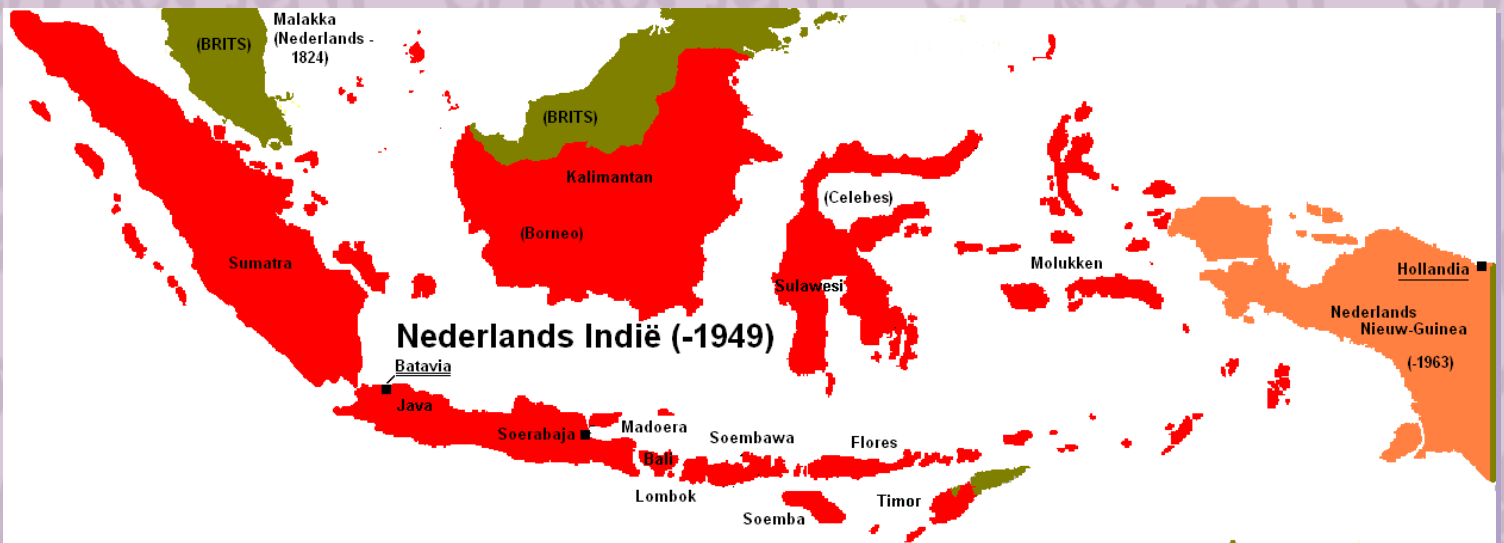 Malakka
(Nederlands -
1824)
(BRITS)
(BRITS)
Kalimantan
(Borneo)
(Celebes)
Sumatra
Sulawesi
Molukken
Hollandia
Nederlands
Nieuw-Guinea
(-1963)
Nederlands Indië (-1949)
Batavia
Java
Soerabaja
Madoera
Soembawa
Flores
Bali
Lombok
Soemba
Timor